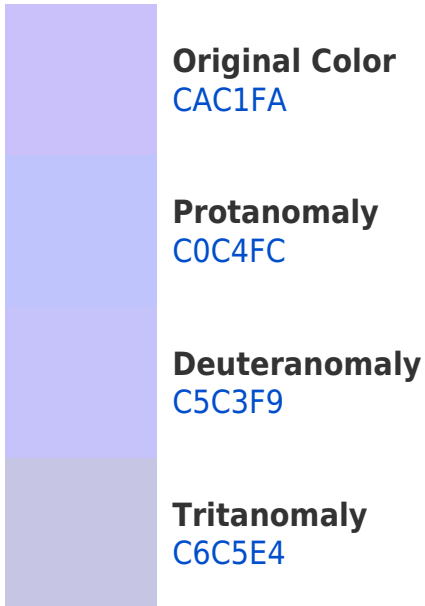 Original Color
CAC1FA
Protanomaly
C0C4FC
Deuteranomaly
C5C3F9
Tritanomaly
C6C5E4